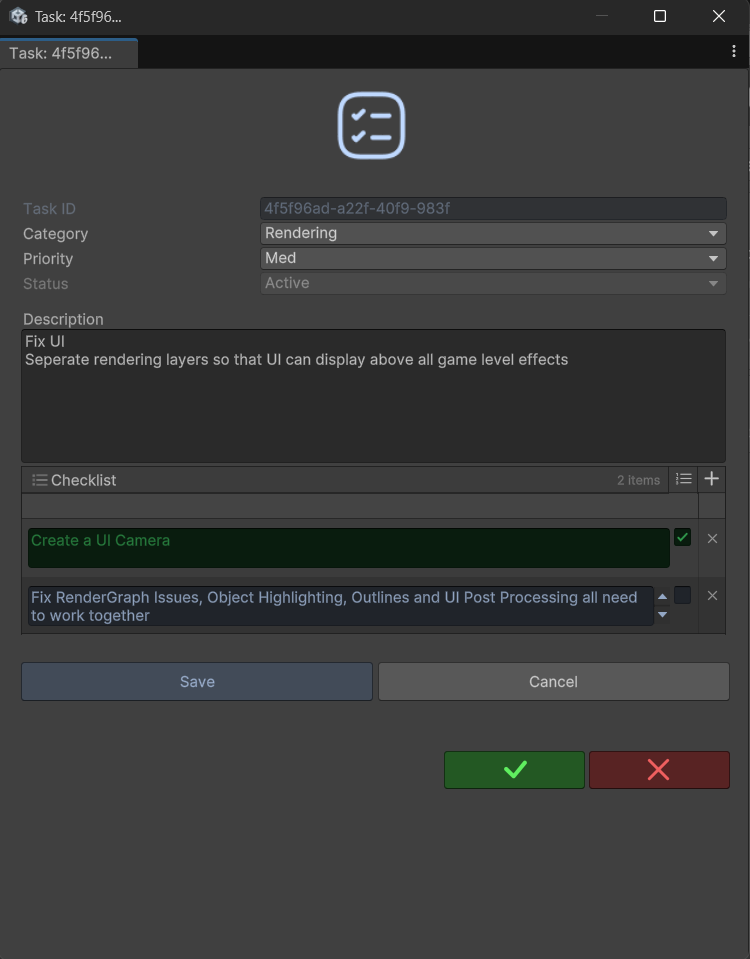 Task: 4f5f96...
Task: 4f5f96...
Task ID
4f5f96ad-a22f-40f9-983f
Category
Rendering
Priority
Med
Status
Active
Description
Fix UI
Seperate rendering layers so that UI can display above all game level effects
Checklist
2 items
Create a UI Camera
Fix RenderGraph Issues, Object Highlighting, Outlines and UI Post Processing all need
to work together
Save
Cancel